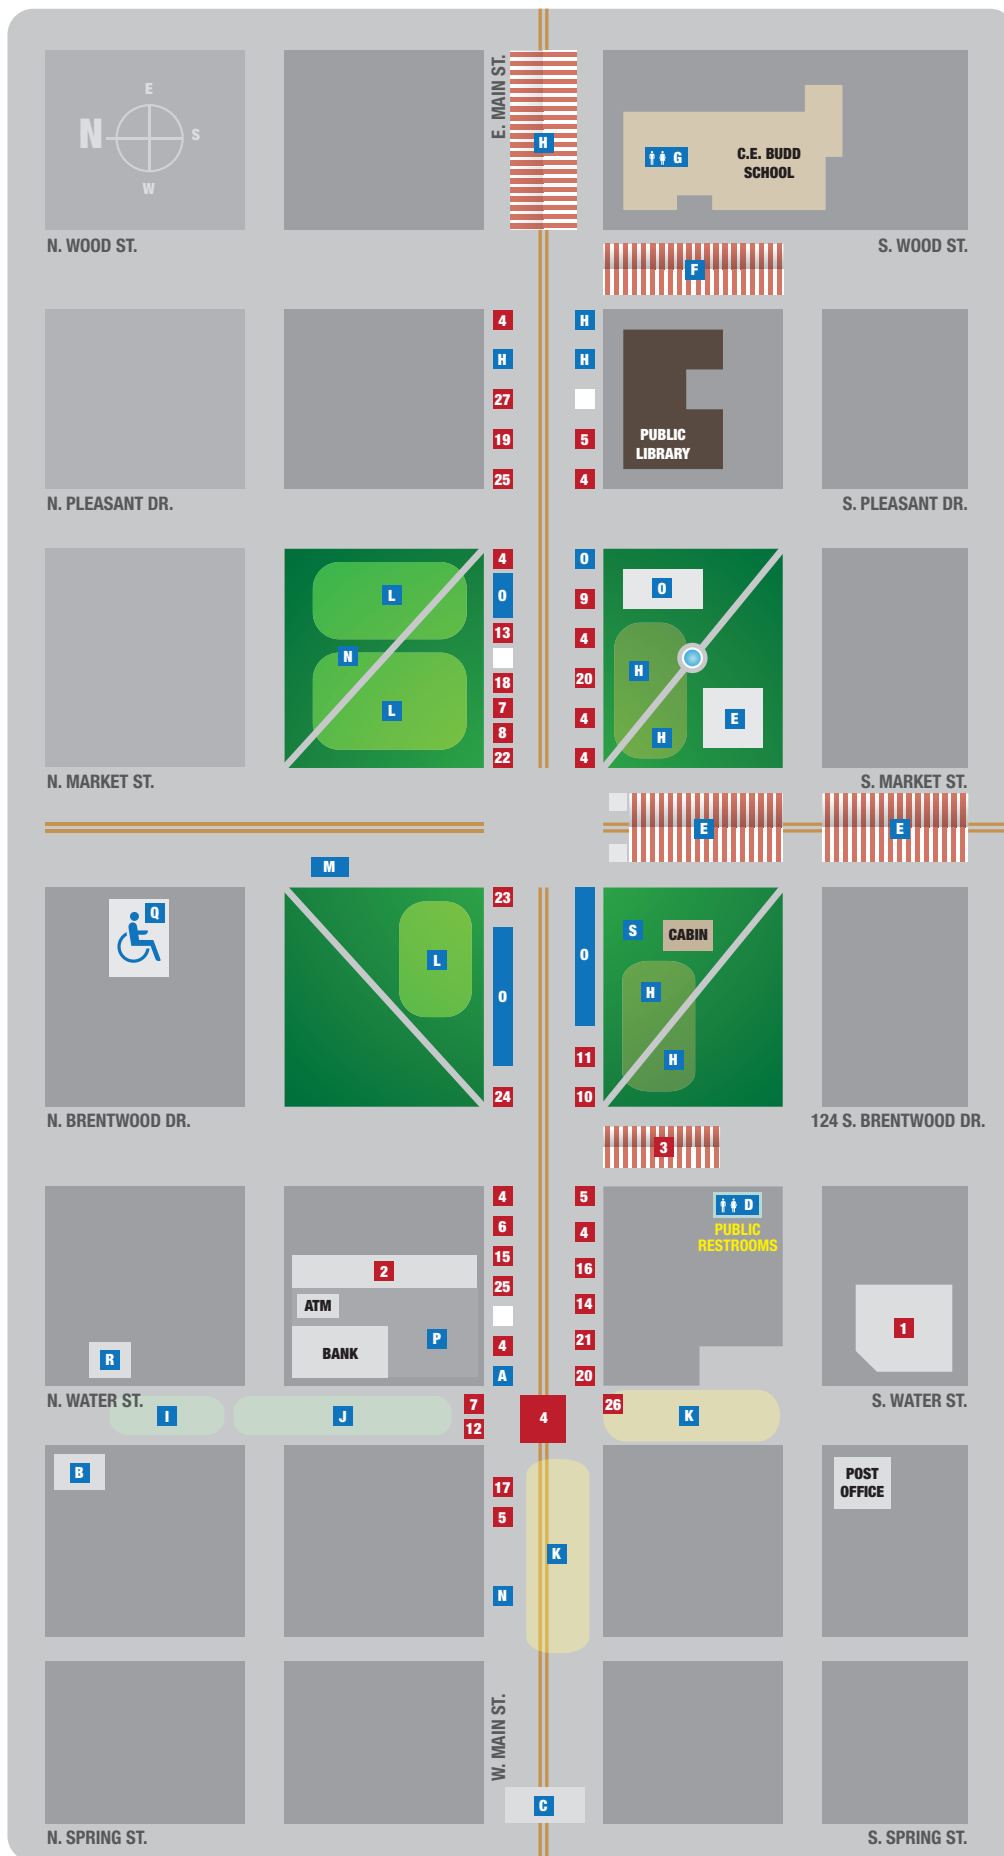 E. MAIN ST.
E
N
S
W
H
G
C.E. BUDD
SCHOOL
N. WOOD ST.
S. WOOD ST.
F
4
H
H
H
27
19
5
PUBLIC
LIBRARY
25
4
N. PLEASANT DR.
S. PLEASANT DR.
4
O
L
O
9
O
13
4
N
H
18
20
7
L
4
E
8
H
22
4
N. MARKET ST.
S. MARKET ST.
E
E
M
23
Q
S
CABIN
L
O
O
H
11
H
24
10
N. BRENTWOOD DR.
124 S. BRENTWOOD DR.
3
4
5
D
6
4
PUBLIC
RESTROOMS
15
2
16
25
ATM
14
1
P
21
BANK
4
R
A
20
N. WATER ST.
S. WATER ST.
I
J
7
12
4
26
K
B
POST
OFFICE
17
5
K
N
W. MAIN ST.
C
N. SPRING ST.
S. SPRING ST.